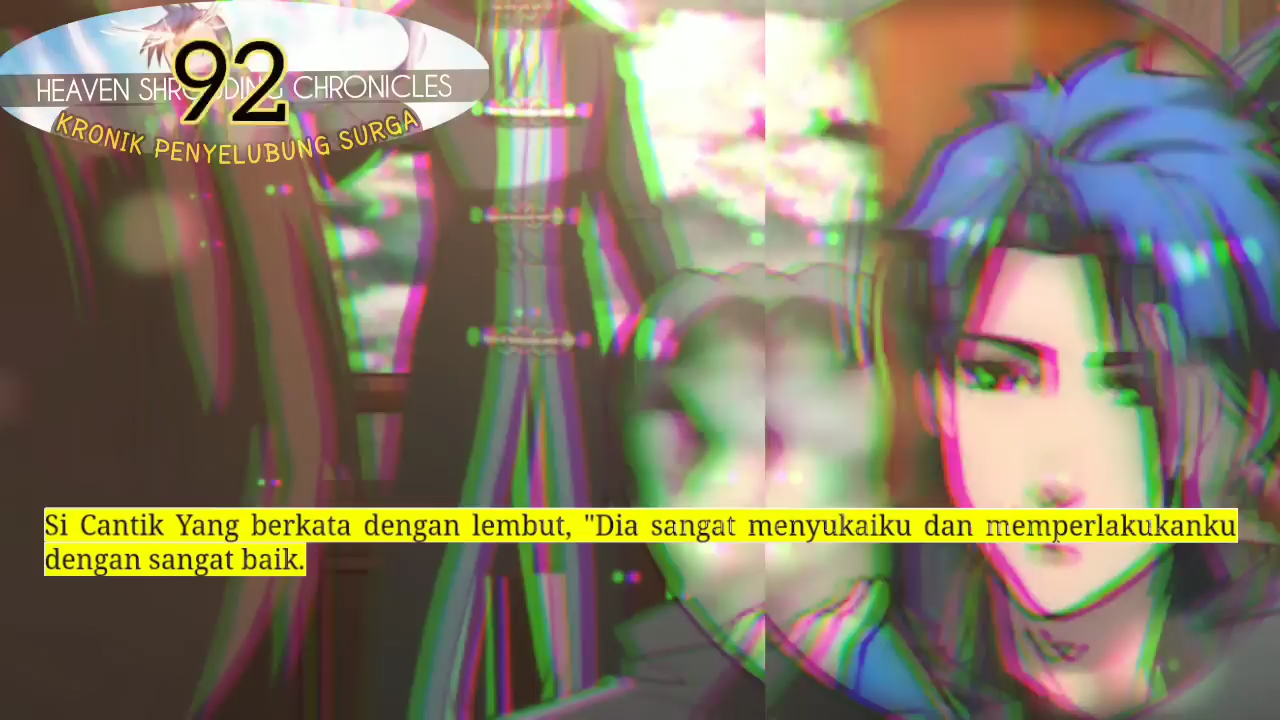 92
HEAVEN SHROUDING CHRONICLES
KRONIK PENYELUBUNG SURGA
Si Cantik Yang berkata dengan lembut, "Dia sangat menyukaiku dan memperlakukanku
dengan sangat baik.